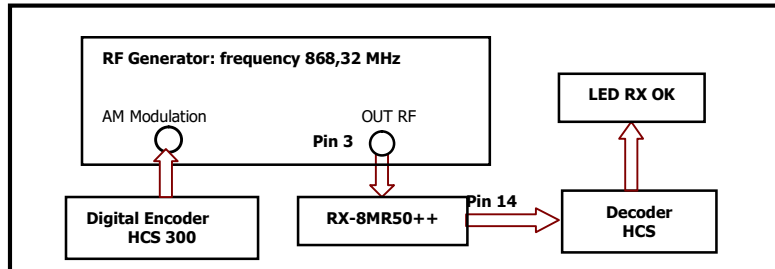 RF Generator: frequency 868,32 MHz
AM Modulation
OUT RF
Pin 3
LED RX OK
Digital Encoder
HCS 300
RX-8MR50++
Pin 14
Decoder
HCS